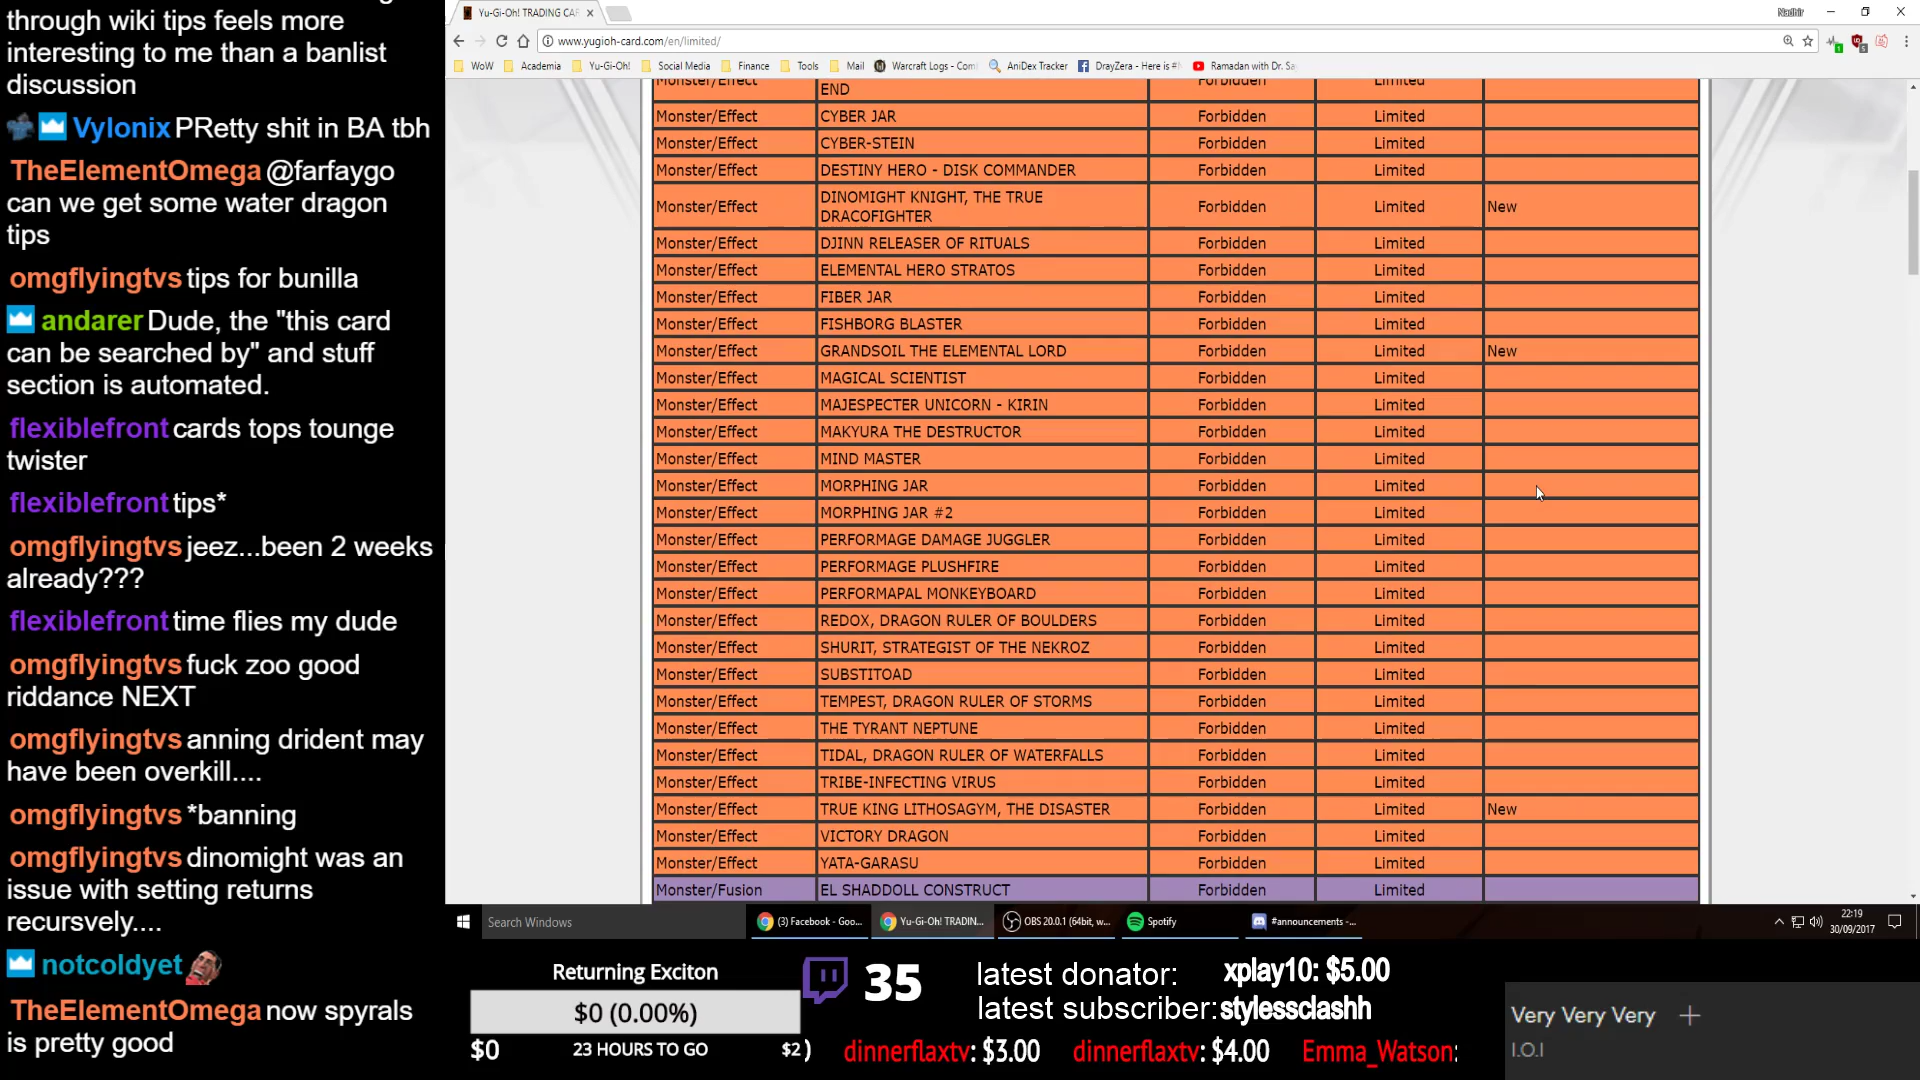 through wiki tips feels more
interesting to me than a banlist
discussion
Vylonix PRetty shit in BA tbh
TheElementOmega @farfaygo
can we get some water dragon
tips
omgflyingtvs tips for bunilla
andarer Dude, the "this card
can be searched by" and stuff
section is automated.
flexiblefront cards tops tounge
twister
flexiblefront tips*
omgflyingtvs jeez...been 2 weeks
already???
flexiblefront time flies my dude
omgflyingtvs fuck zoo good
riddance NEXT
omgflyingtvs anning drident may
have been overkill....
omgflyingtvs *banning
omgflyingtvs dinomight was an
issue with setting returns
recursvely....
notcoldyet
TheElementOmega now spyrals
is pretty good
Yu-Gi-Oh! TRADING CAR
Nadhir
www.yugioh-card.com/en/limited/
WoW Academia Yu-Gi-Oh! Social Media Finance Tools Mail Warcraft Logs - Com AniDex Tracker DrayZera - Here is #I Ramadan with Dr. Sa
Monster/Effect END Forbidden Limited
Monster/Effect CYBER JAR Forbidden Limited
Monster/Effect CYBER-STEIN Forbidden Limited
Monster/Effect DESTINY HERO - DISK COMMANDER Forbidden Limited
Monster/Effect DINOMIGHT KNIGHT, THE TRUE Forbidden Limited New
DRACOFIGHTER
Monster/Effect DJINN RELEASER OF RITUALS Forbidden Limited
Monster/Effect ELEMENTAL HERO STRATOS Forbidden Limited
Monster/Effect FIBER JAR Forbidden Limited
Monster/Effect FISHBORG BLASTER Forbidden Limited
Monster/Effect GRANDSOIL THE ELEMENTAL LORD Forbidden Limited New
Monster/Effect MAGICAL SCIENTIST Forbidden Limited
Monster/Effect MAJESPECTER UNICORN - KIRIN Forbidden Limited
Monster/Effect MAKYURA THE DESTRUCTOR Forbidden Limited
Monster/Effect MIND MASTER Forbidden Limited
Monster/Effect MORPHING JAR Forbidden Limited
Monster/Effect MORPHING JAR #2 Forbidden Limited
Monster/Effect PERFORMAGE DAMAGE JUGGLER Forbidden Limited
Monster/Effect PERFORMAGE PLUSHFIRE Forbidden Limited
Monster/Effect PERFORMAPAL MONKEYBOARD Forbidden Limited
Monster/Effect REDOX, DRAGON RULER OF BOULDERS Forbidden Limited
Monster/Effect SHURIT, STRATEGIST OF THE NEKROZ Forbidden Limited
Monster/Effect SUBSTITOAD Forbidden Limited
Monster/Effect TEMPEST, DRAGON RULER OF STORMS Forbidden Limited
Monster/Effect THE TYRANT NEPTUNE Forbidden Limited
Monster/Effect TIDAL, DRAGON RULER OF WATERFALLS Forbidden Limited
Monster/Effect TRIBE-INFECTING VIRUS Forbidden Limited
Monster/Effect TRUE KING LITHOSAGYM, THE DISASTER Forbidden Limited New
Monster/Effect VICTORY DRAGON Forbidden Limited
Monster/Effect YATA-GARASU Forbidden Limited
Monster/Fusion EL SHADDOLL CONSTRUCT Forbidden Limited
Search Windows (3) Facebook - Goo... Yu-Gi-Oh! TRADIN... OBS 20.0.1 (64bit, w... Spotify #announcements -... 22:19
30/09/2017
Returning Exciton
$0 (0.00%)
$0 23 HOURS TO GO $2 )
35
latest donator: xplay10: $5.00
latest subscriber: stylessclashh
dinnerflaxtv: $3.00 dinnerflaxtv: $4.00 Emma_Watson:
Very Very Very
I.O.I